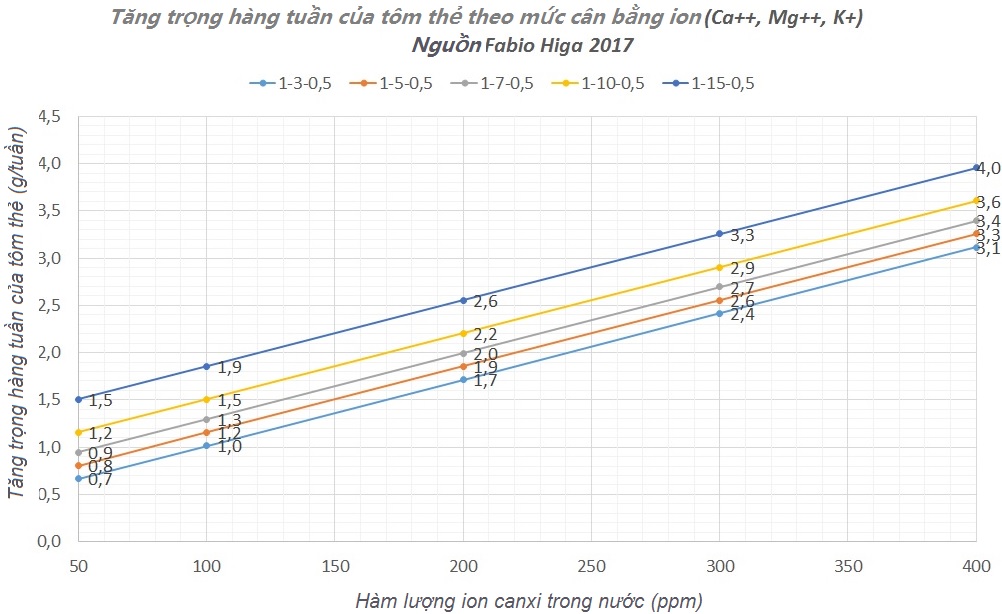 Tăng trọng hàng tuần của tôm thẻ theo mức cân bằng ion (Ca++, Mg++, K+)
Nguồn Fabio Higa 2017
1-3-0,5 1-5-0,5 1-7-0,5 1-10-0,5 1-15-0,5
Tăng trọng hàng tuần của tôm thẻ (g/tuần)
4,5
4,0
3,5
3,0
2,5
2,0
1,5
1,0
0,5
0,0
1,5 1,9 2,6 3,3 4,0
1,2 1,5 2,2 2,9 3,6
0,9 1,3 2,0 2,7 3,4
0,8 1,2 1,9 2,6 3,3
0,7 1,0 1,7 2,4 3,1
50 100 200 300 400
Hàm lượng ion canxi trong nước (ppm)